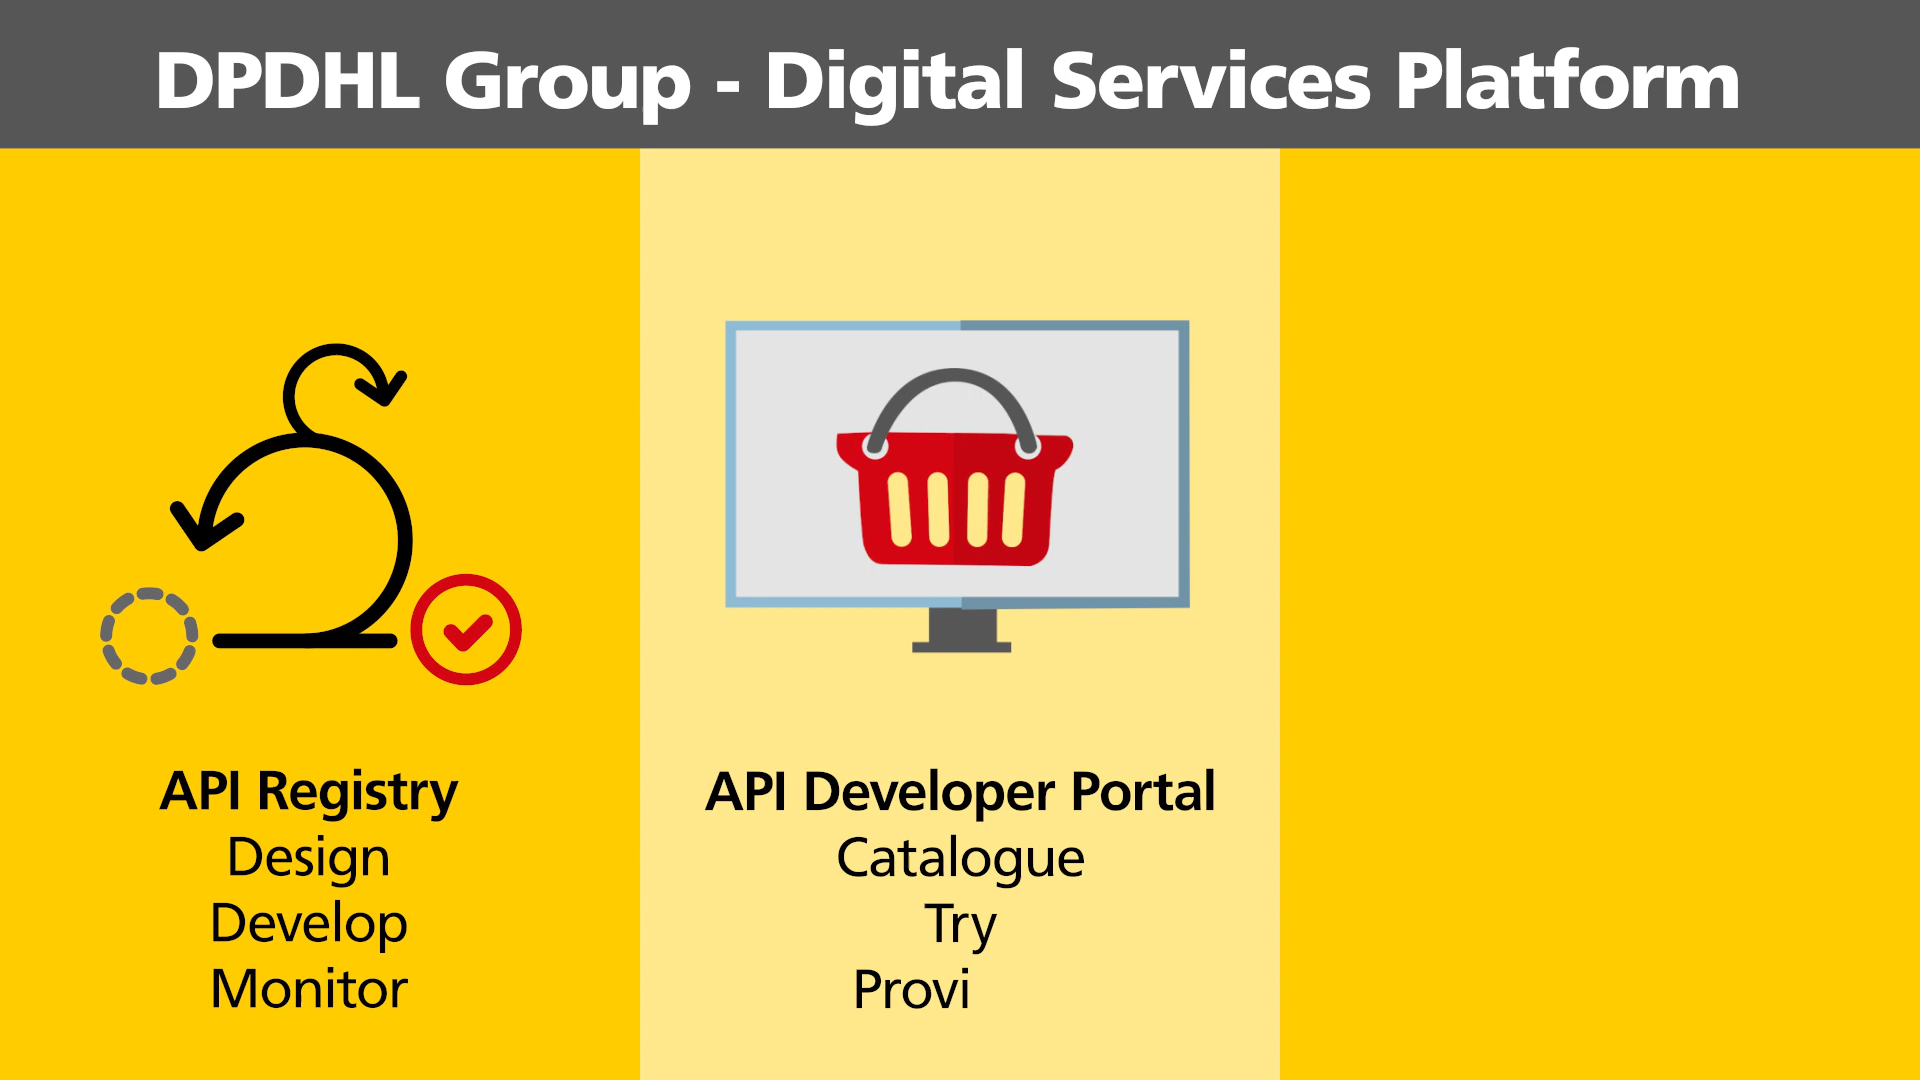 DPDHL Group - Digital Services Platform
API Registry
Design
Develop
Monitor
API Developer Portal
Catalogue
Try
Provi